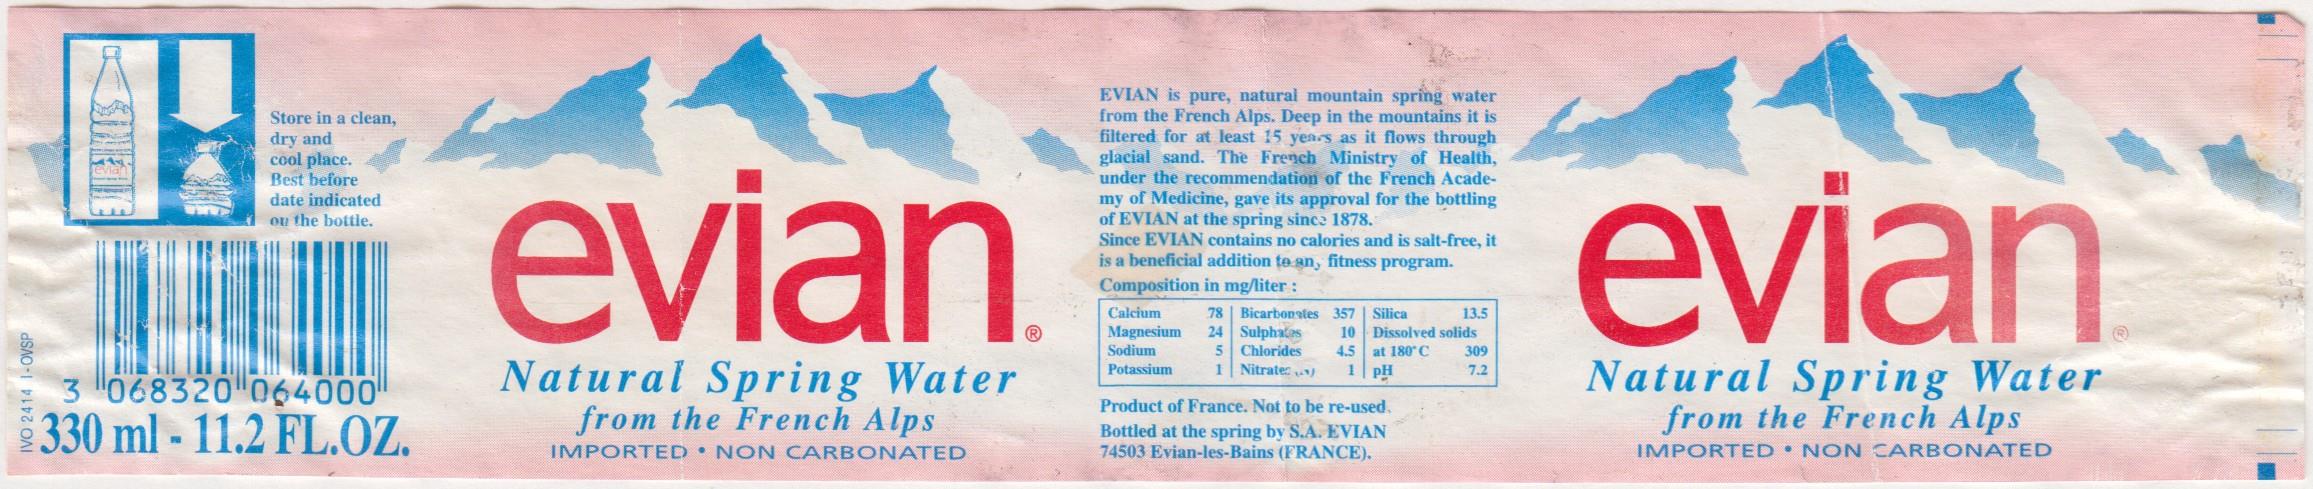 evian
Store in a clean,
dry and
cool place.
Best before
date indicated
on the bottle.
3 068320 064000
330 ml - 11.2 FL.OZ.
IVO 2414 I-OVSP
evian®
Natural Spring Water
from the French Alps
IMPORTED • NON CARBONATED
EVIAN is pure, natural mountain spring water
from the French Alps. Deep in the mountains it is
filtered for at least 15 years as it flows through
glacial sand. The French Ministry of Health,
under the recommendation of the French Acade-
my of Medicine, gave its approval for the bottling
of EVIAN at the spring since 1878.
Since EVIAN contains no calories and is salt-free, it
is a beneficial addition to any fitness program.
Composition in mg/liter :
Calcium 78 Bicarbonates 357 Silica 13.5
Magnesium 24 Sulphates 10 Dissolved solids
Sodium 5 Chlorides 4.5 at 180°C 309
Potassium 1 Nitrates 1 pH 7.2
Product of France. Not to be re-used.
Bottled at the spring by S.A. EVIAN
74503 Evian-les-Bains (FRANCE).
evian®
Natural Spring Water
from the French Alps
IMPORTED • NON CARBONATED